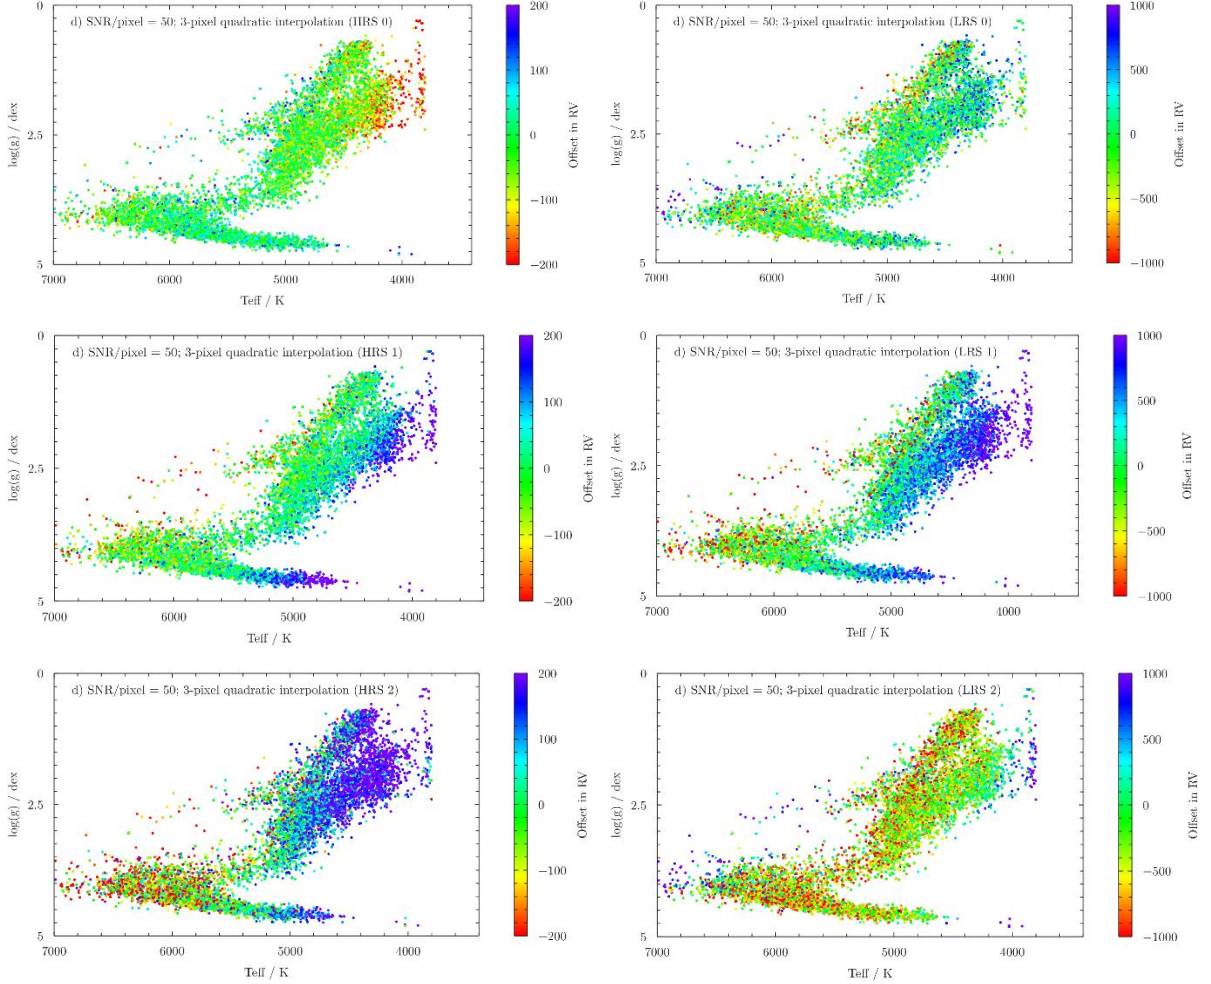 d) SNR/pixel = 50; 3-pixel quadratic interpolation (HRS 0)
0
2.5
5
log(g) / dex
7000 6000 5000 4000
Teff / K
200
100
0
−100
−200
Offset in RV
d) SNR/pixel = 50; 3-pixel quadratic interpolation (LRS 0)
0
2.5
5
log(g) / dex
7000 6000 5000 4000
Teff / K
1000
500
0
−500
−1000
Offset in RV
d) SNR/pixel = 50; 3-pixel quadratic interpolation (HRS 1)
0
2.5
5
log(g) / dex
7000 6000 5000 4000
Teff / K
200
100
0
−100
−200
Offset in RV
d) SNR/pixel = 50; 3-pixel quadratic interpolation (LRS 1)
0
2.5
5
log(g) / dex
7000 6000 5000 4000
Teff / K
1000
500
0
−500
−1000
Offset in RV
d) SNR/pixel = 50; 3-pixel quadratic interpolation (HRS 2)
0
2.5
5
log(g) / dex
7000 6000 5000 4000
Teff / K
200
100
0
−100
−200
Offset in RV
d) SNR/pixel = 50; 3-pixel quadratic interpolation (LRS 2)
0
2.5
5
log(g) / dex
7000 6000 5000 4000
Teff / K
1000
500
0
−500
−1000
Offset in RV